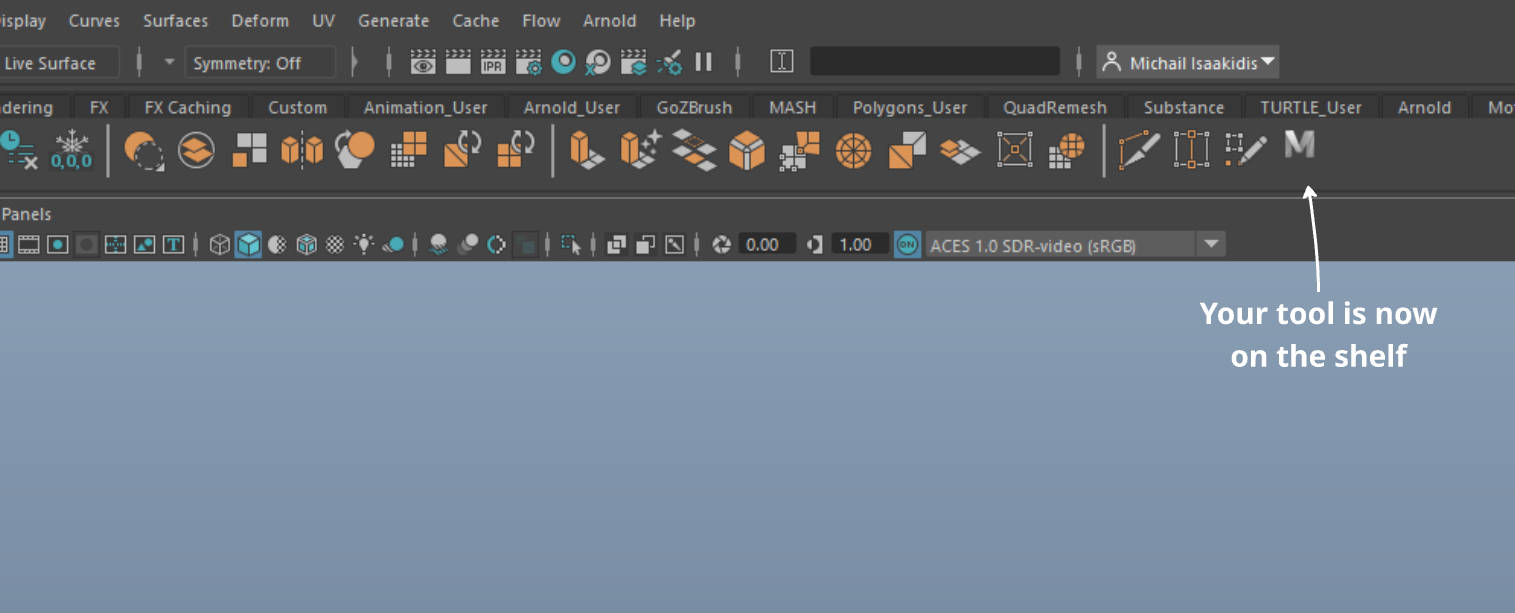 isplay Curves Surfaces Deform UV Generate Cache Flow Arnold Help
Live Surface Symmetry: Off IPR Michail Isaakidis
dering FX FX Caching Custom Animation_User Arnold_User GoZBrush MASH Polygons_User QuadRemesh Substance TURTLE_User Arnold Mo
0,0,0 M
Panels
T 0.00 1.00 ON ACES 1.0 SDR-video (sRGB)
Your tool is now
on the shelf